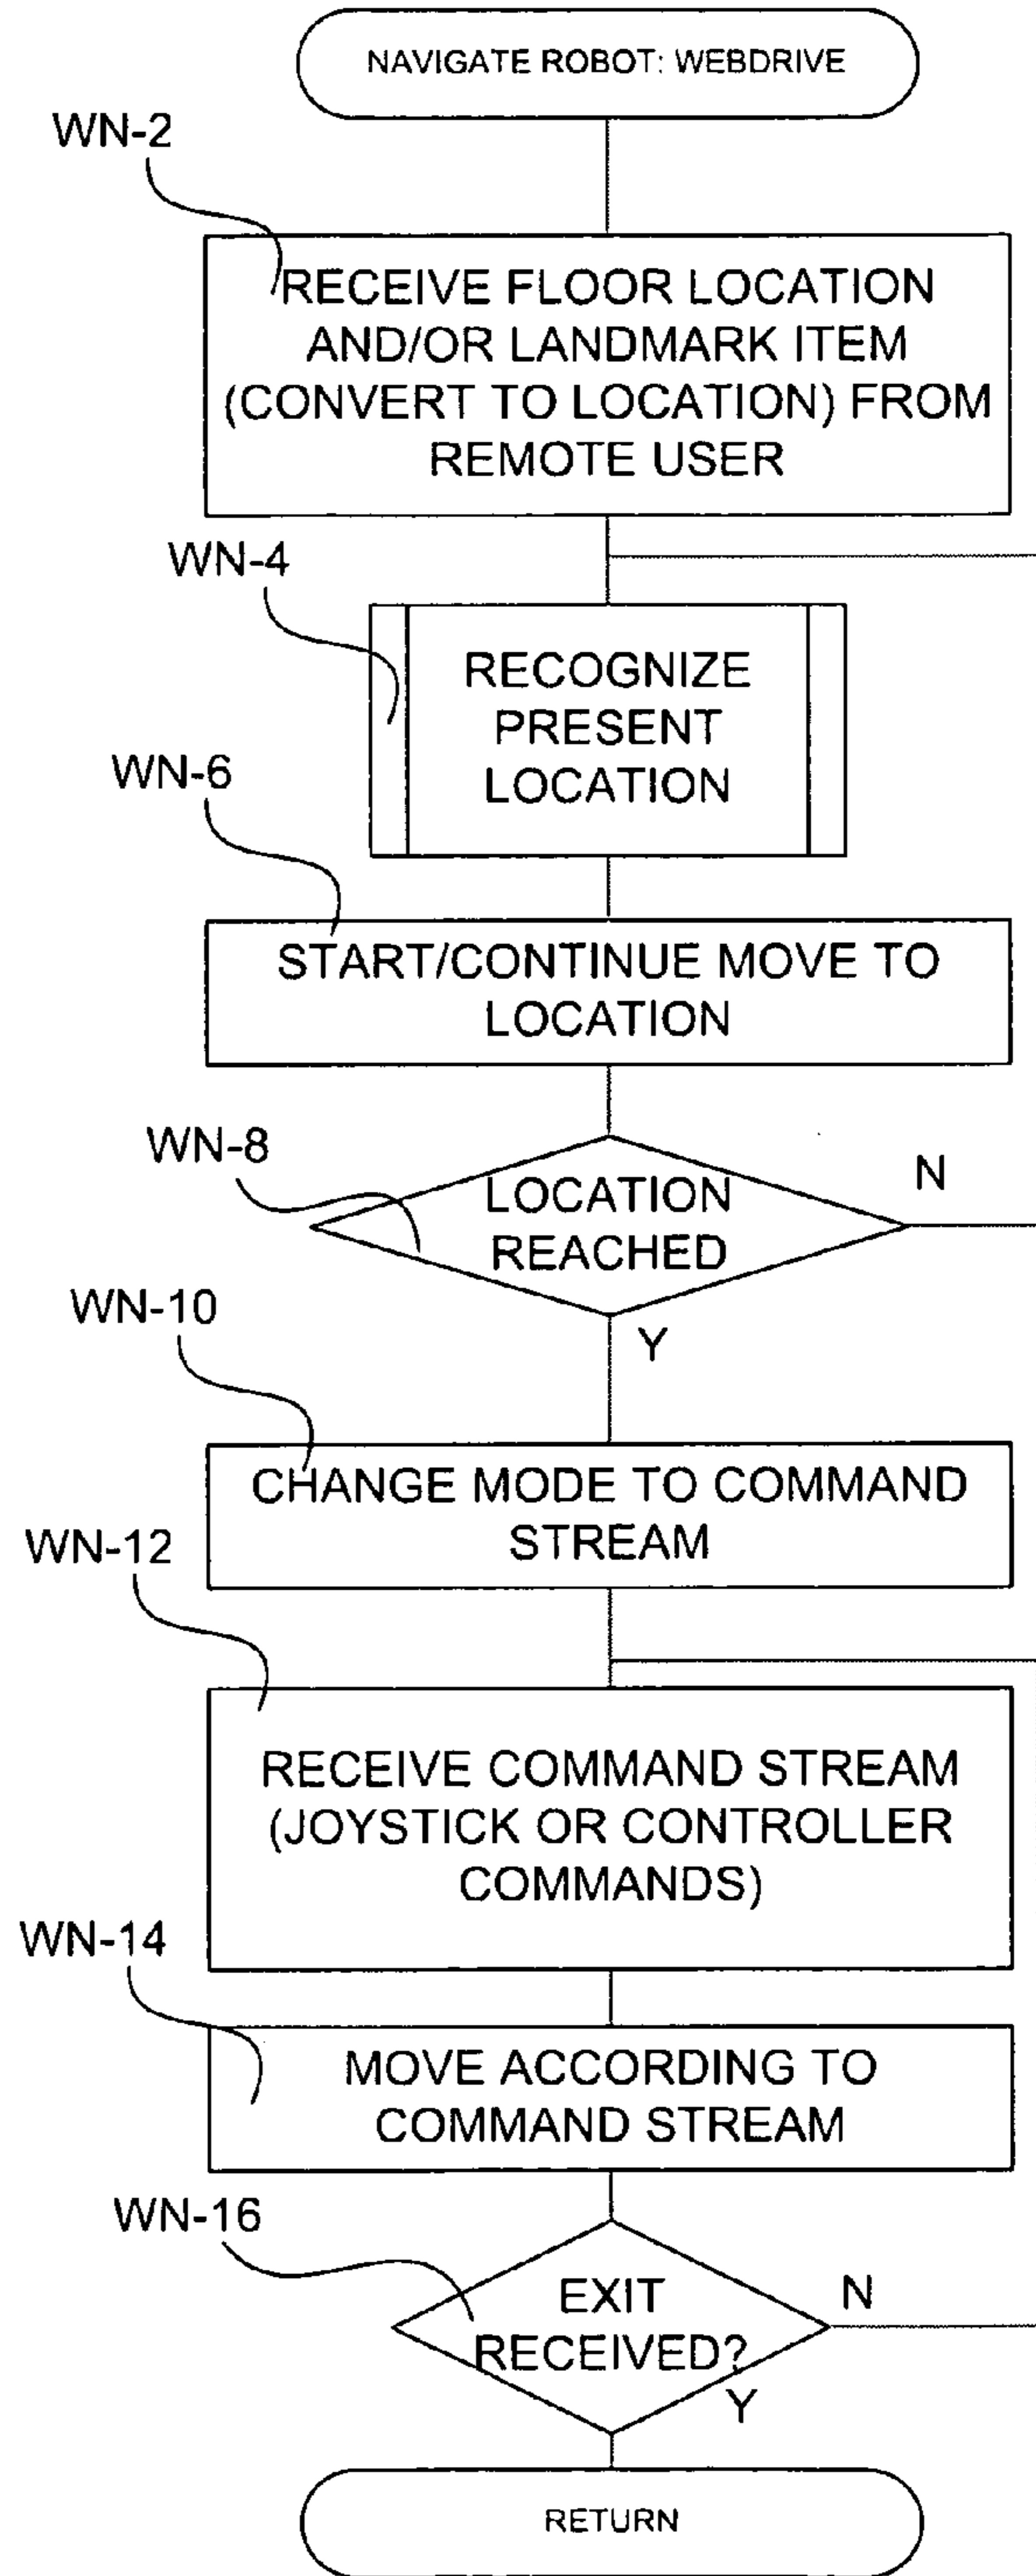 NAVIGATE ROBOT: WEBDRIVE
WN-2
RECEIVE FLOOR LOCATION
AND/OR LANDMARK ITEM
(CONVERT TO LOCATION) FROM
REMOTE USER
WN-4
RECOGNIZE
PRESENT
LOCATION
WN-6
START/CONTINUE MOVE TO
LOCATION
WN-8
LOCATION
REACHED
N
Y
WN-10
CHANGE MODE TO COMMAND
STREAM
WN-12
RECEIVE COMMAND STREAM
(JOYSTICK OR CONTROLLER
COMMANDS)
WN-14
MOVE ACCORDING TO
COMMAND STREAM
WN-16
EXIT
RECEIVED?
N
Y
RETURN